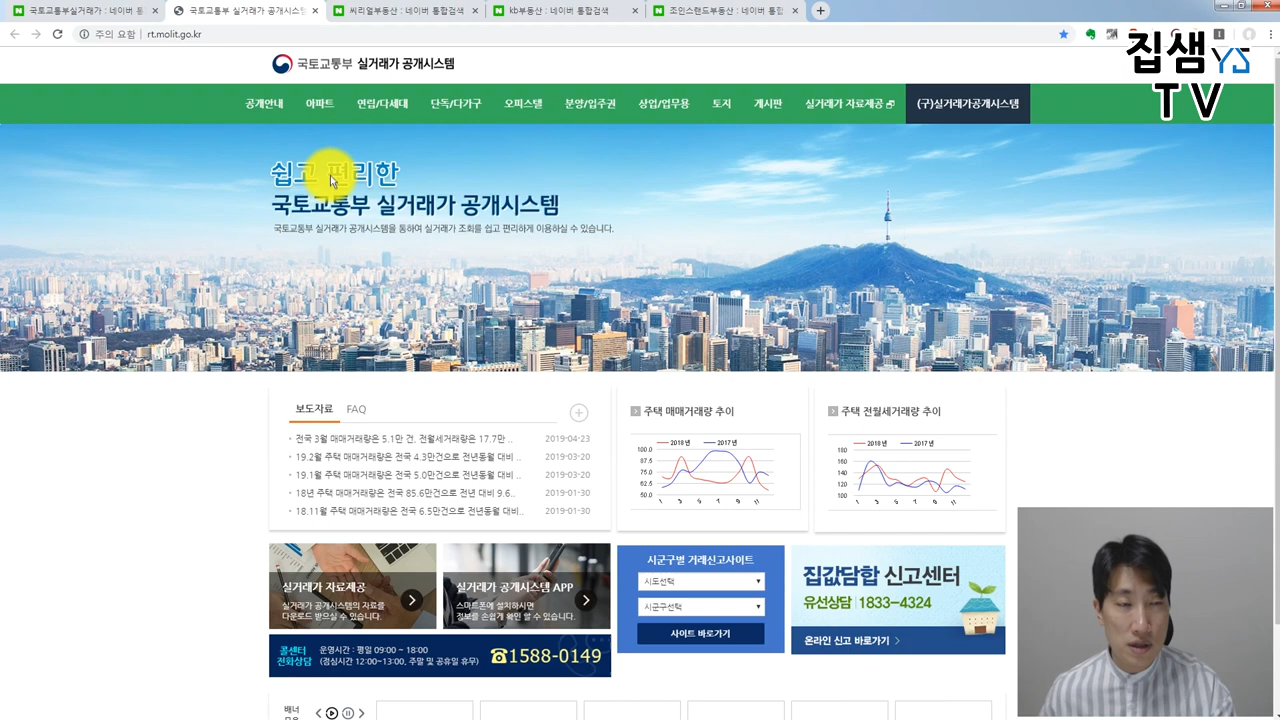 국토교통부실거래가 : 네이버 통
국토교통부 실거래가 공개시스템
씨리얼부동산 : 네이버 통합검색
kb부동산 : 네이버 통합검색
조인스랜드부동산 : 네이버 통합
주의 요함 | rt.molit.go.kr
집샘
TV
국토교통부 실거래가 공개시스템
공개안내 아파트 연립/다세대 단독/다가구 오피스텔 분양/입주권 상업/업무용 토지 게시판 실거래가 자료제공 (구)실거래가공개시스템
쉽고 편리한
국토교통부 실거래가 공개시스템
국토교통부 실거래가 공개시스템을 통하여 실거래가 조회를 쉽고 편리하게 이용하실 수 있습니다.
보도자료 FAQ
전국 3월 매매거래량은 5.1만 건, 전월세거래량은 17.7만 .. 2019-04-23
19.2월 주택 매매거래량은 전국 4.3만건으로 전년동월 대비 .. 2019-03-20
19.1월 주택 매매거래량은 전국 5.0만건으로 전년동월 대비 ... 2019-03-20
18년 주택 매매거래량은 전국 85.6만건으로 전년 대비 9.6.. 2019-01-30
18.11월 주택 매매거래량은 전국 6.5만건으로 전년동월 대비.. 2019-01-30
주택 매매거래량 추이
2018년 2017년
100.0
87.5
75.0
62.5
50.0
1 3 5 7 9 11
주택 전월세거래량 추이
2018년 2017년
180
160
140
120
100
1 3 5 7 9 11
실거래가 자료제공
실거래가 공개시스템의 자료를
다운로드 받으실 수 있습니다.
실거래가 공개시스템 APP
스마트폰에 설치하시면
정보를 손쉽게 확인 할 수 있습니다.
시군구별 거래신고사이트
시도선택
시군구선택
사이트 바로가기
집값담합 신고센터
유선상담 | 1833-4324
온라인 신고 바로가기
콜센터
전화상담
운영시간 : 평일 09:00 ~ 18:00
(점심시간 12:00~13:00, 주말 및 공휴일 휴무)
1588-0149
배너